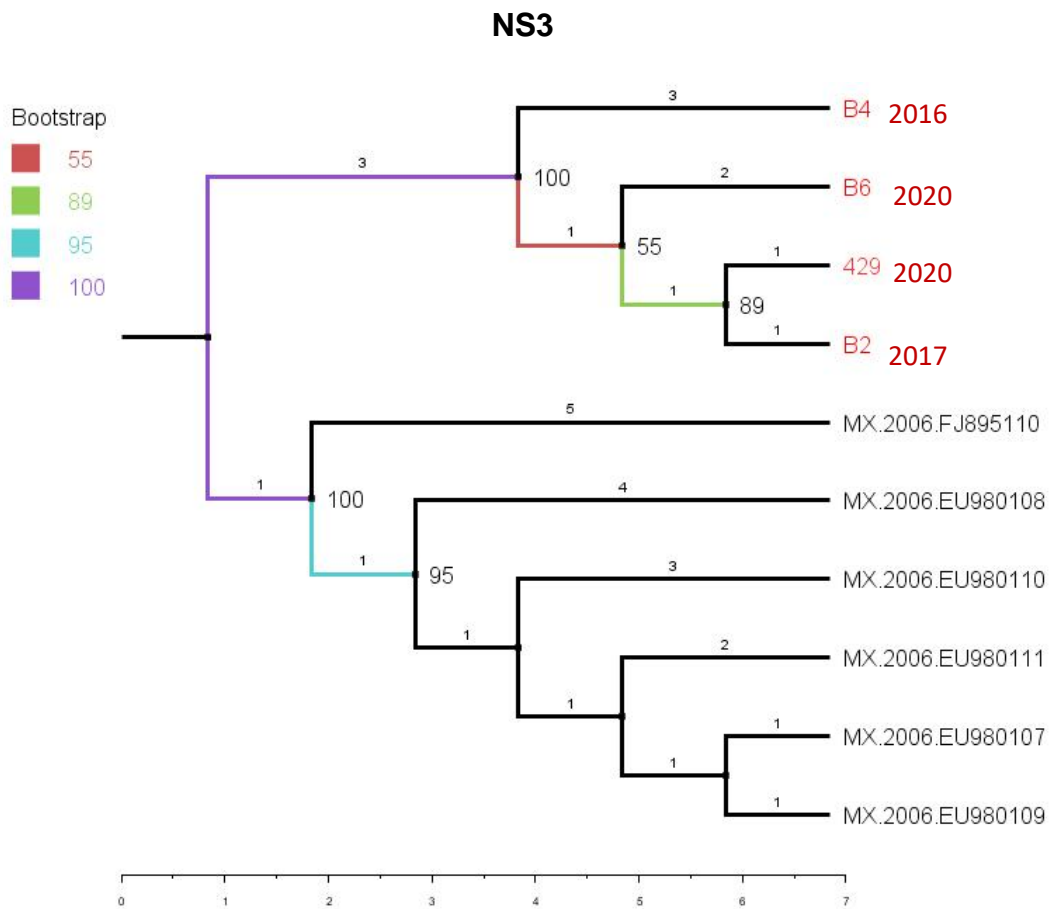 NS3
Bootstrap
55
89
95
100
3
B4 2016
3
100
2
B6 2020
1
55
1
429 2020
1
89
1
B2 2017
5
MX.2006.FJ895110
1
100
4
MX.2006.EU980108
1
95
3
MX.2006.EU980110
1
2
MX.2006.EU980111
1
1
MX.2006.EU980107
1
1
MX.2006.EU980109
0 1 2 3 4 5 6 7